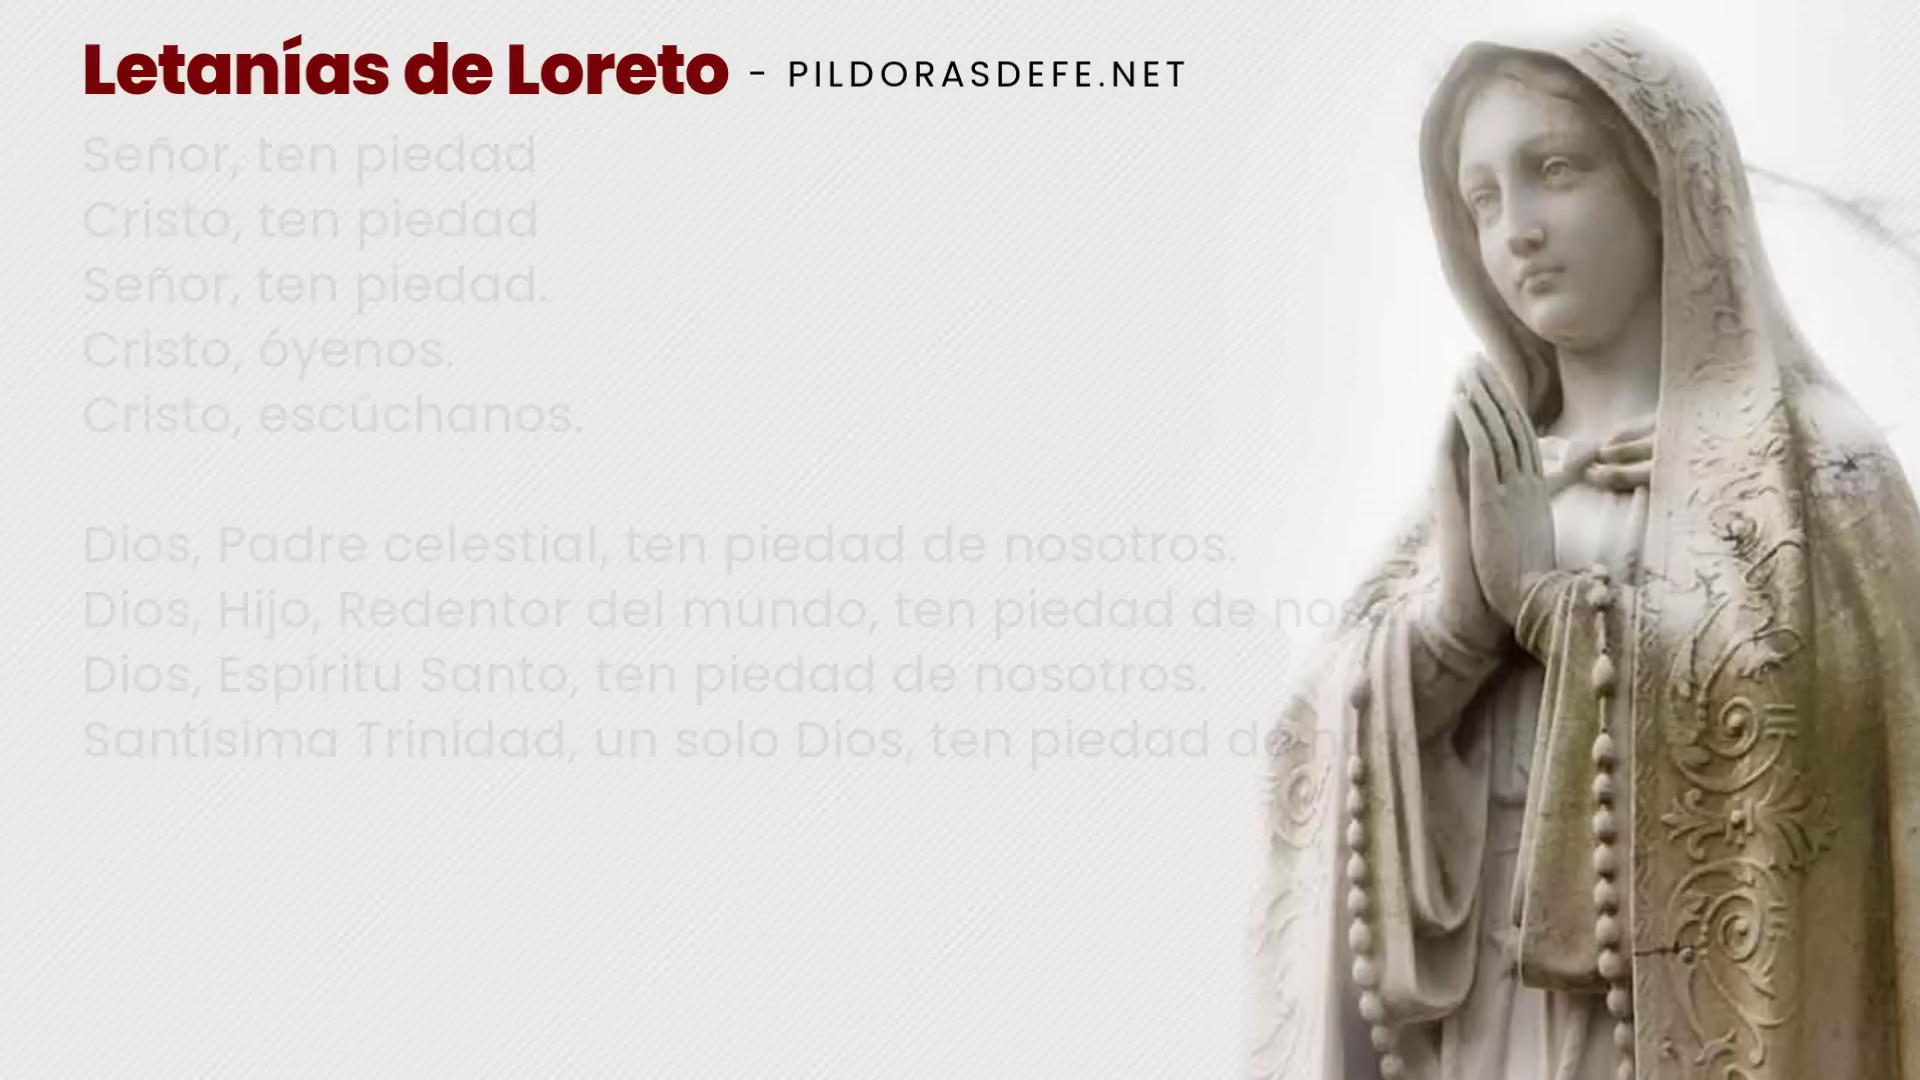 Letanías de Loreto - PILDORASDEFE.NET
Señor, ten piedad
Cristo, ten piedad
Señor, ten piedad.
Cristo, óyenos.
Cristo, escúchanos.
Dios, Padre celestial, ten piedad de nosotros.
Dios, Hijo, Redentor del mundo, ten piedad de
Dios, Espíritu Santo, ten piedad de nosotros.
Santísima Trinidad, un solo Dios, ten piedad de